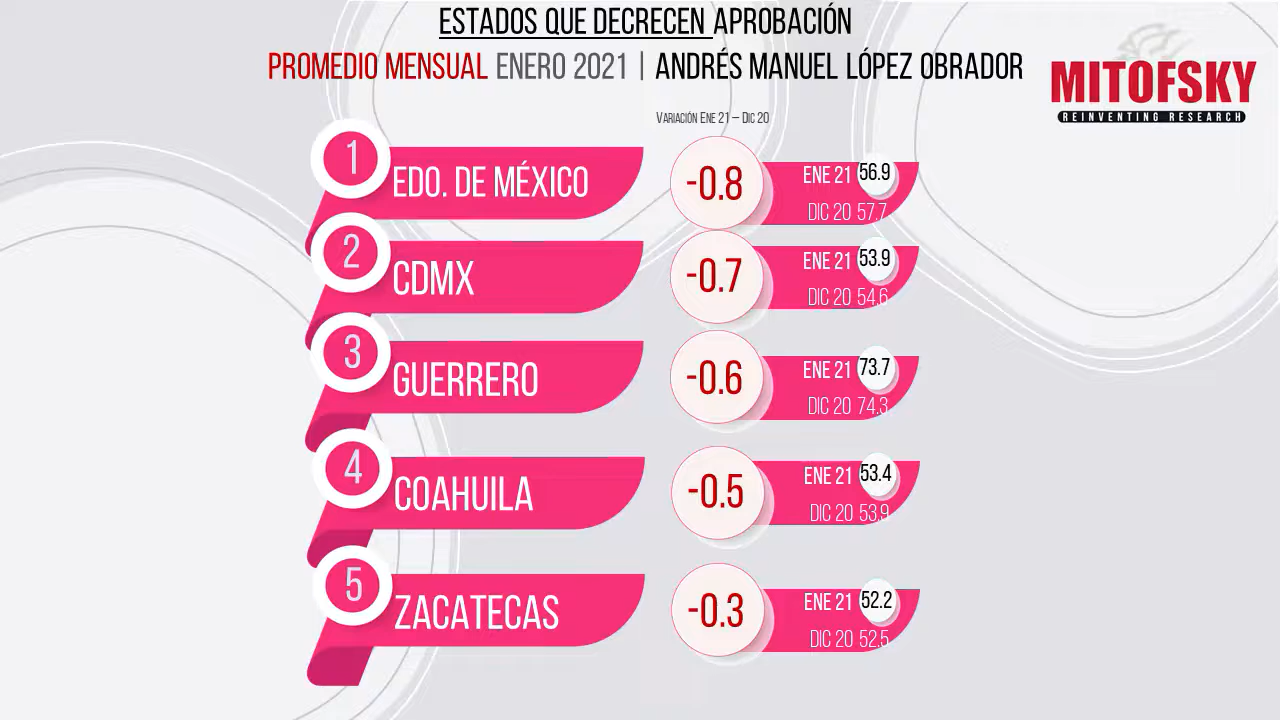 ESTADOS QUE DECRECEN APROBACIÓN
PROMEDIO MENSUAL ENERO 2021 | ANDRÉS MANUEL LÓPEZ OBRADOR
MITOFSKY
REINVENTING RESEARCH
VARIACIÓN ENE 21 – DIC 20
1 EDO. DE MÉXICO -0.8 ENE 21 56.9
DIC 20 57.7
2 CDMX -0.7 ENE 21 53.9
DIC 20 54.6
3 GUERRERO -0.6 ENE 21 73.7
DIC 20 74.3
4 COAHUILA -0.5 ENE 21 53.4
DIC 20 53.9
5 ZACATECAS -0.3 ENE 21 52.2
DIC 20 52.5